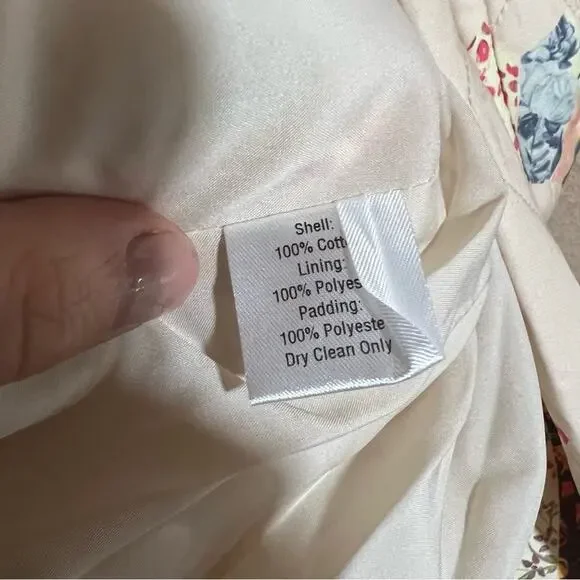 Shell:
100% Cott
Lining:
100% Polyes
Padding:
100% Polyeste
Dry Clean Only